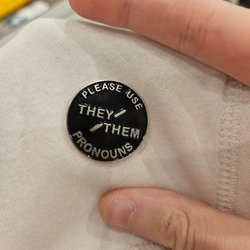 PLEASE USE
THEY/
/THEM
PRONOUNS